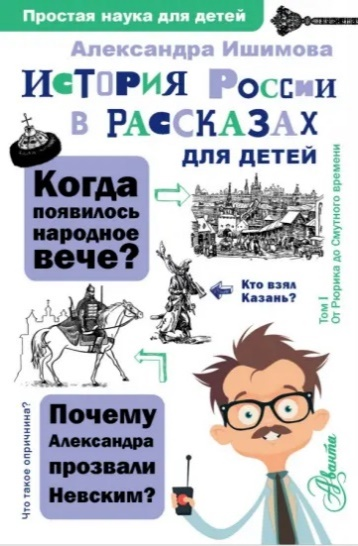 Простая наука для детей
Александра Ишимова
История России
в рассказах
для детей
Когда
появилось
народное
вече?
Том I
От Рюрика до Смутного времени
Кто взял
Казань?
Что такое опричнина?
Почему
Александра
прозвали
Невским?
Аванта